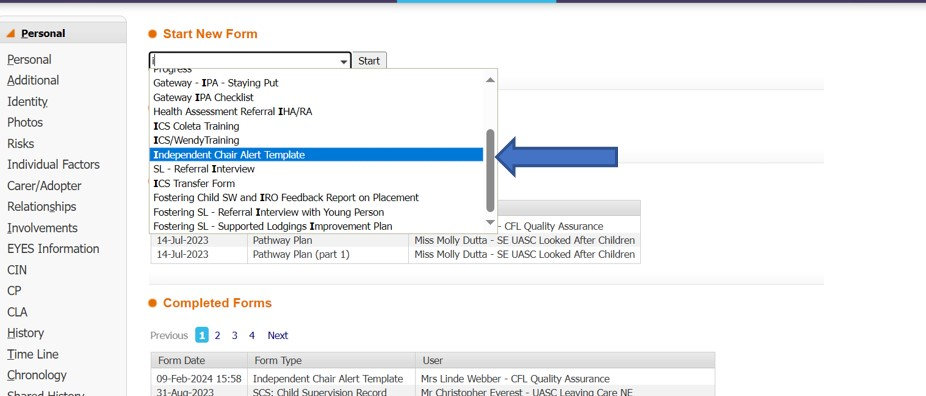 Personal
Personal
Additional
Identity
Photos
Risks
Individual Factors
Carer/Adopter
Relationships
Involvements
EYES Information
CIN
CP
CLA
History
Time Line
Chronology
Shared History
Start New Form
i Start
Progress
Gateway - IPA - Staying Put
Gateway IPA Checklist
Health Assessment Referral IHA/RA
ICS Coleta Training
ICS/WendyTraining
Independent Chair Alert Template
SL - Referral Interview
ICS Transfer Form
Fostering Child SW and IRO Feedback Report on Placement
Fostering SL - Referral Interview with Young Person
Fostering SL - Supported Lodgings Improvement Plan
- CFL Quality Assurance
14-Jul-2023 Pathway Plan Miss Molly Dutta - SE UASC Looked After Children
14-Jul-2023 Pathway Plan (part 1) Miss Molly Dutta - SE UASC Looked After Children
Completed Forms
Previous 1 2 3 4 Next
Form Date Form Type User
09-Feb-2024 15:58 Independent Chair Alert Template Mrs Linde Webber - CFL Quality Assurance
31-Aug-2023 SCS: Child Supervision Record Mr Christopher Everest - UASC Leaving Care NE